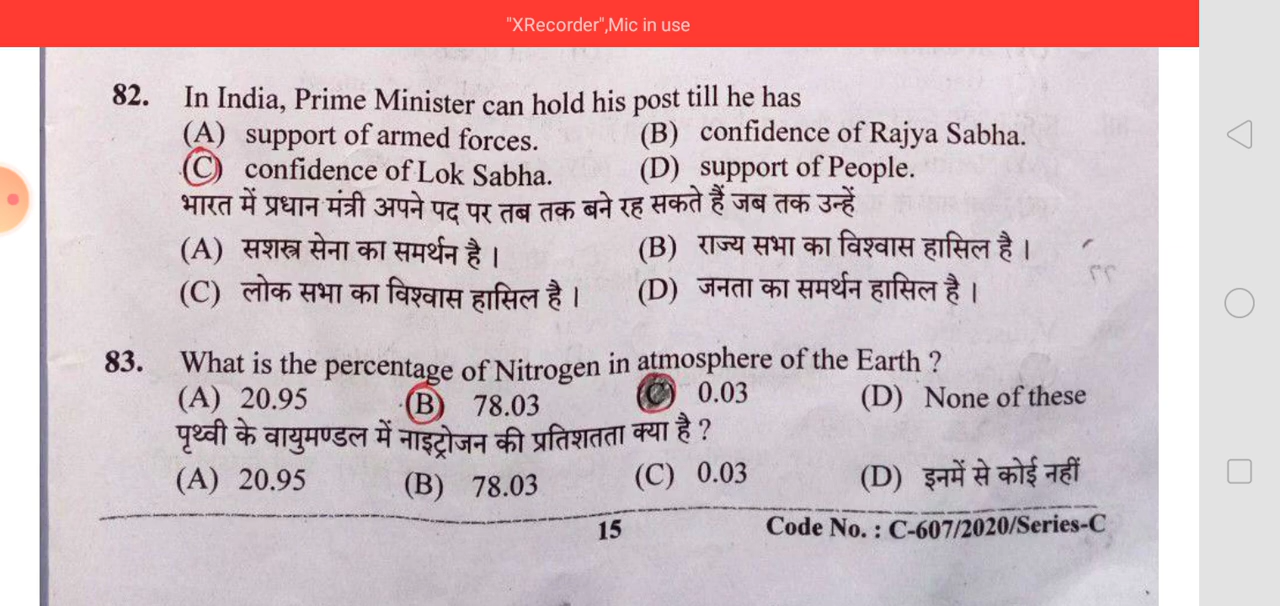 "XRecorder",Mic in use
82. In India, Prime Minister can hold his post till he has
(A) support of armed forces. (B) confidence of Rajya Sabha.
(C) confidence of Lok Sabha. (D) support of People.
भारत में प्रधान मंत्री अपने पद पर तब तक बने रह सकते हैं जब तक उन्हें
(A) सशस्त्र सेना का समर्थन है । (B) राज्य सभा का विश्वास हासिल है ।
(C) लोक सभा का विश्वास हासिल है । (D) जनता का समर्थन हासिल है ।
83. What is the percentage of Nitrogen in atmosphere of the Earth ?
(A) 20.95 (B) 78.03 (C) 0.03 (D) None of these
पृथ्वी के वायुमण्डल में नाइट्रोजन की प्रतिशतता क्या है ?
(A) 20.95 (B) 78.03 (C) 0.03 (D) इनमें से कोई नहीं
15 Code No. : C-607/2020/Series-C